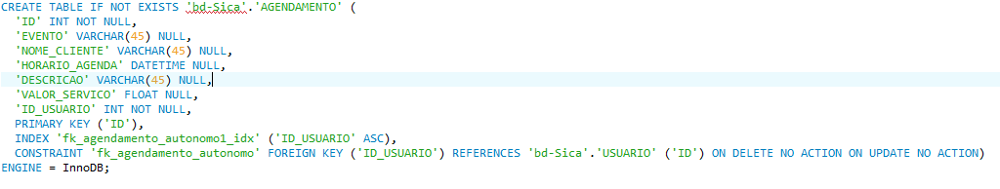 CREATE TABLE IF NOT EXISTS 'bd-Sica'.'AGENDAMENTO' (
'ID' INT NOT NULL,
'EVENTO' VARCHAR(45) NULL,
'NOME_CLIENTE' VARCHAR(45) NULL,
'HORARIO_AGENDA' DATETIME NULL,
'DESCRICAO' VARCHAR(45) NULL,
'VALOR_SERVICO' FLOAT NULL,
'ID_USUARIO' INT NOT NULL,
PRIMARY KEY ('ID'),
INDEX 'fk_agendamento_autonomo1_idx' ('ID_USUARIO' ASC),
CONSTRAINT 'fk_agendamento_autonomo' FOREIGN KEY ('ID_USUARIO') REFERENCES 'bd-Sica'.'USUARIO' ('ID') ON DELETE NO ACTION ON UPDATE NO ACTION)
ENGINE = InnoDB;